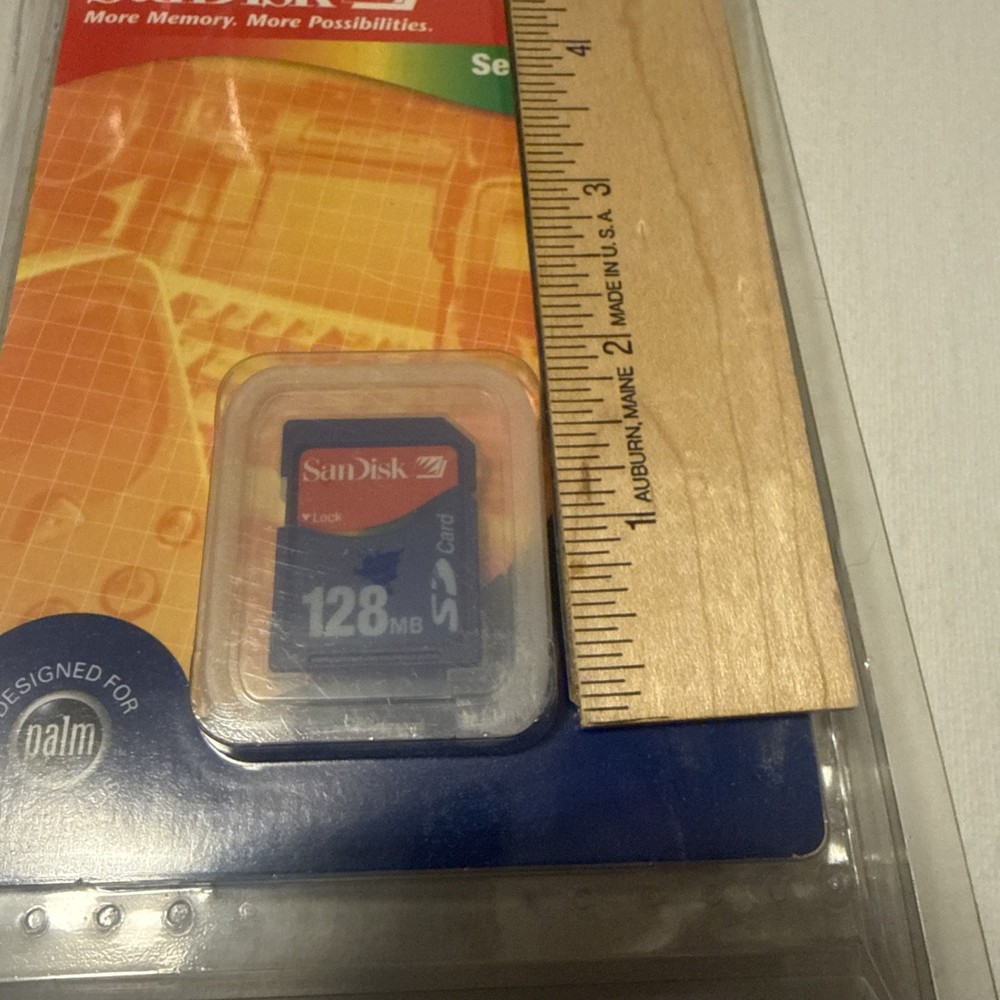 SanDisk
More Memory. More Possibilities.
Se
4
3
MADE IN U.S.A.
2
AUBURN, MAINE
1
SanDisk
Lock
SD Card
128MB
DESIGNED FOR
palm